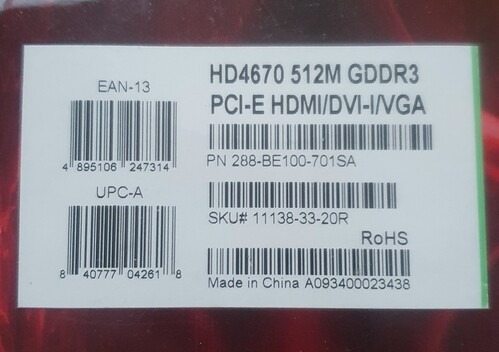 EAN-13
4 895106 247314
UPC-A
8 40777 04261 8
HD4670 512M GDDR3
PCI-E HDMI/DVI-I/VGA
PN 288-BE100-701SA
SKU# 11138-33-20R
RoHS
Made in China A093400023438